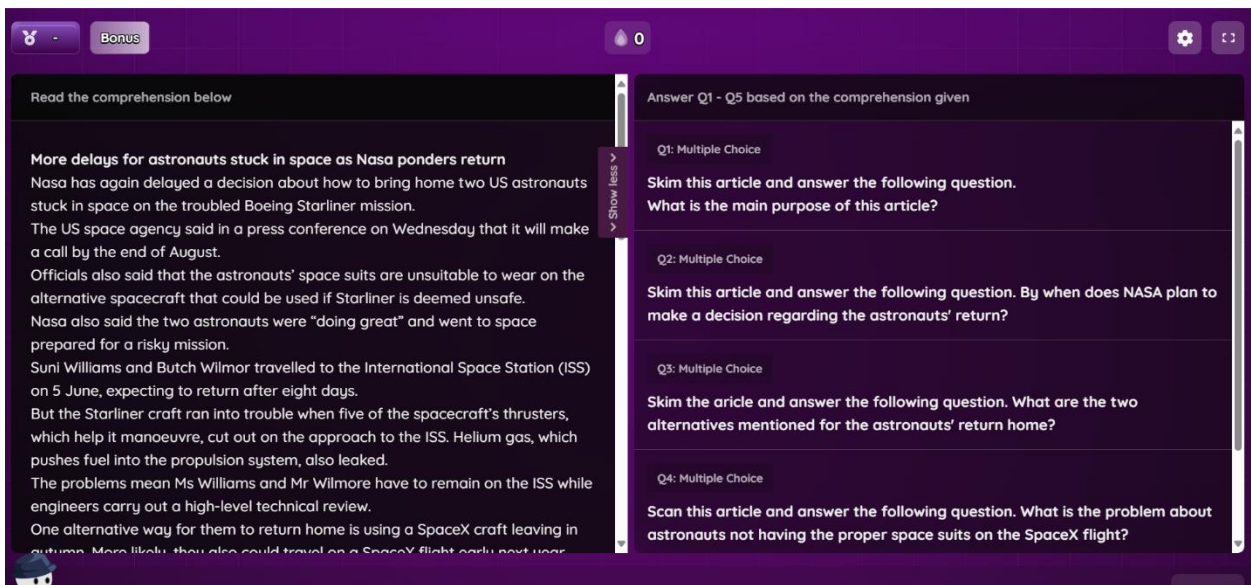 Bonus
0
Read the comprehension below
More delays for astronauts stuck in space as Nasa ponders return
Nasa has again delayed a decision about how to bring home two US astronauts
stuck in space on the troubled Boeing Starliner mission.
The US space agency said in a press conference on Wednesday that it will make
a call by the end of August.
Officials also said that the astronauts' space suits are unsuitable to wear on the
alternative spacecraft that could be used if Starliner is deemed unsafe.
Nasa also said the two astronauts were “doing great” and went to space
prepared for a risky mission.
Suni Williams and Butch Wilmor travelled to the International Space Station (ISS)
on 5 June, expecting to return after eight days.
But the Starliner craft ran into trouble when five of the spacecraft's thrusters,
which help it manoeuvre, cut out on the approach to the ISS. Helium gas, which
pushes fuel into the propulsion system, also leaked.
The problems mean Ms Williams and Mr Wilmore have to remain on the ISS while
engineers carry out a high-level technical review.
One alternative way for them to return home is using a SpaceX craft leaving in
autumn. More likely, they also could travel on a SpaceX flight early next year
Show less
Answer Q1 - Q5 based on the comprehension given
Q1: Multiple Choice
Skim this article and answer the following question.
What is the main purpose of this article?
Q2: Multiple Choice
Skim this article and answer the following question. By when does NASA plan to
make a decision regarding the astronauts' return?
Q3: Multiple Choice
Skim the aricle and answer the following question. What are the two
alternatives mentioned for the astronauts' return home?
Q4: Multiple Choice
Scan this article and answer the following question. What is the problem about
astronauts not having the proper space suits on the SpaceX flight?